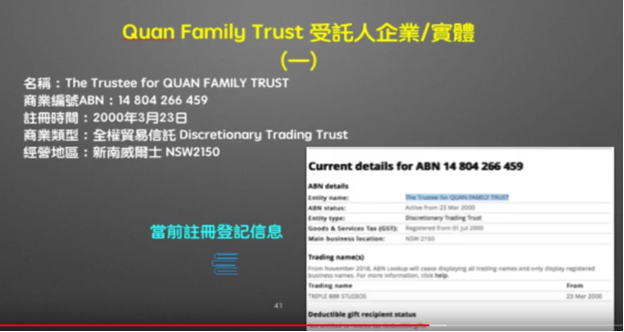 Quan Family Trust 受託人企業/實體
(一)
名稱：The Trustee for QUAN FAMILY TRUST
商業編號ABN：14 804 266 459
註冊時間：2000年3月23日
商業類型：全權貿易信託 Discretionary Trading Trust
經營地區：新南威爾士 NSW2150
Current details for ABN 14 804 266 459
ABN details
Entity name: The Trustee for QUAN FAMILY TRUST
ABN status: Active from 23 Mar 2000
Entity type: Discretionary Trading Trust
Goods & Services Tax (GST): Registered from 01 Jul 2000
Main business location: NSW 2150
當前註冊登記信息
Trading name(s)
From November 2018, ABN Lookup will cease displaying all trading names and only display registered
business names. For more information, click help.
Trading name From
TRIPLE 888 STUDIOS 23 Mar 2000
41
Deductible gift recipient status
Not entitled to receive tax deductible gifts